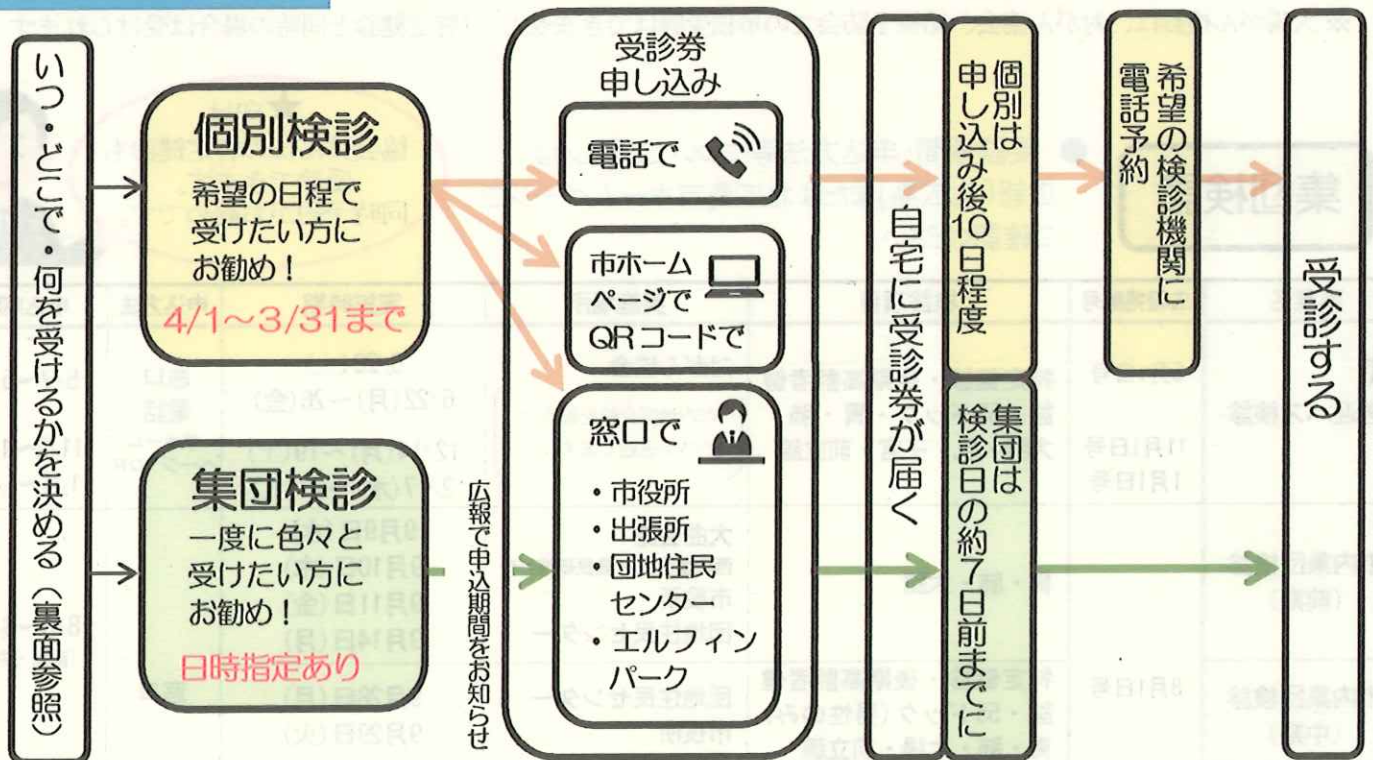 いつ・どこで・何を受けるかを決める（裏面参照）
個別検診
希望の日程で
受けたい方に
お勧め！
4/1～3/31まで
集団検診
一度に色々と
受けたい方に
お勧め！
日時指定あり
広報で申込期間をお知らせ
受診券
申し込み
電話で
市ホーム
ページで
QRコードで
窓口で
・市役所
・出張所
・団地住民
センター
・エルフィン
パーク
自宅に受診券が届く
個別は
申し込み後10日程度
集団は
検診日の約7日前までに
希望の検診機関に
電話予約
受診する